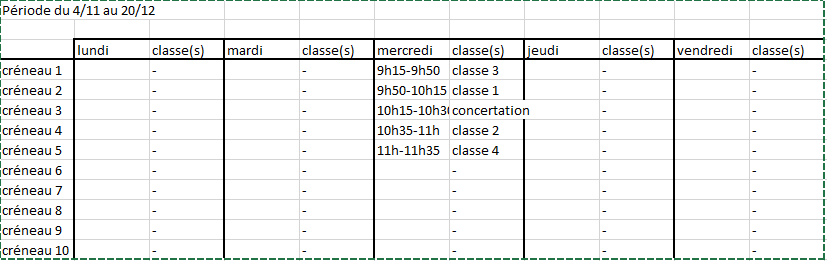 Période du 4/11 au 20/12
lundi classe(s) mardi classe(s) mercredi classe(s) jeudi classe(s) vendredi classe(s)
créneau 1 - - 9h15-9h50 classe 3 - -
créneau 2 - - 9h50-10h15 classe 1 - -
créneau 3 - - 10h15-10h30 concertation - -
créneau 4 - - 10h35-11h classe 2 - -
créneau 5 - - 11h-11h35 classe 4 - -
créneau 6 - - - - -
créneau 7 - - - - -
créneau 8 - - - - -
créneau 9 - - - - -
créneau 10 - - - - -